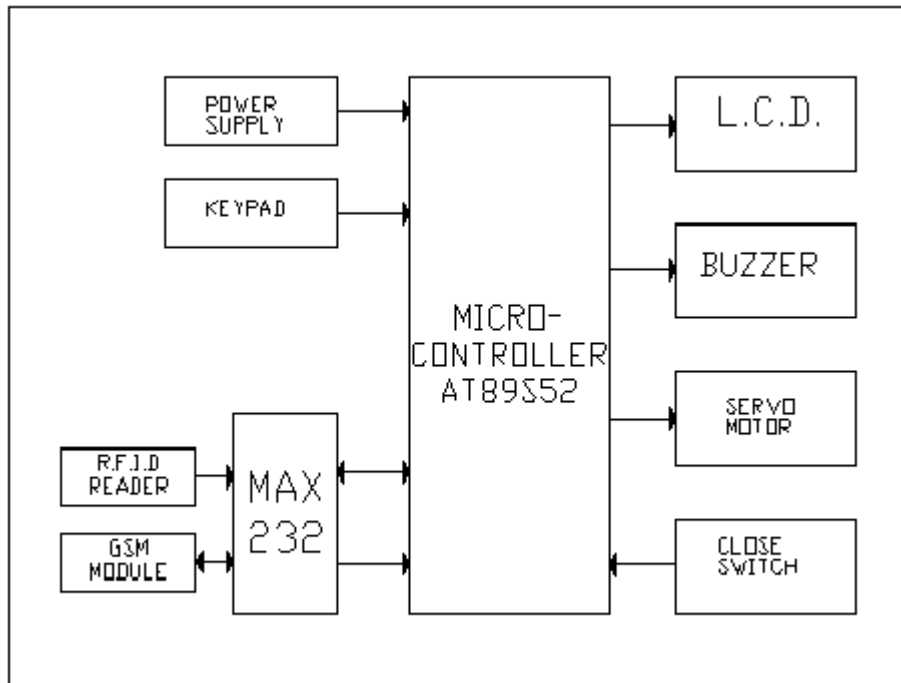 POWER
SUPPLY
L.C.D.
KEYPAD
BUZZER
MICRO-
CONTROLLER
AT89S52
SERVO
MOTOR
R.F.I.D
READER
MAX
232
GSM
MODULE
CLOSE
SWITCH